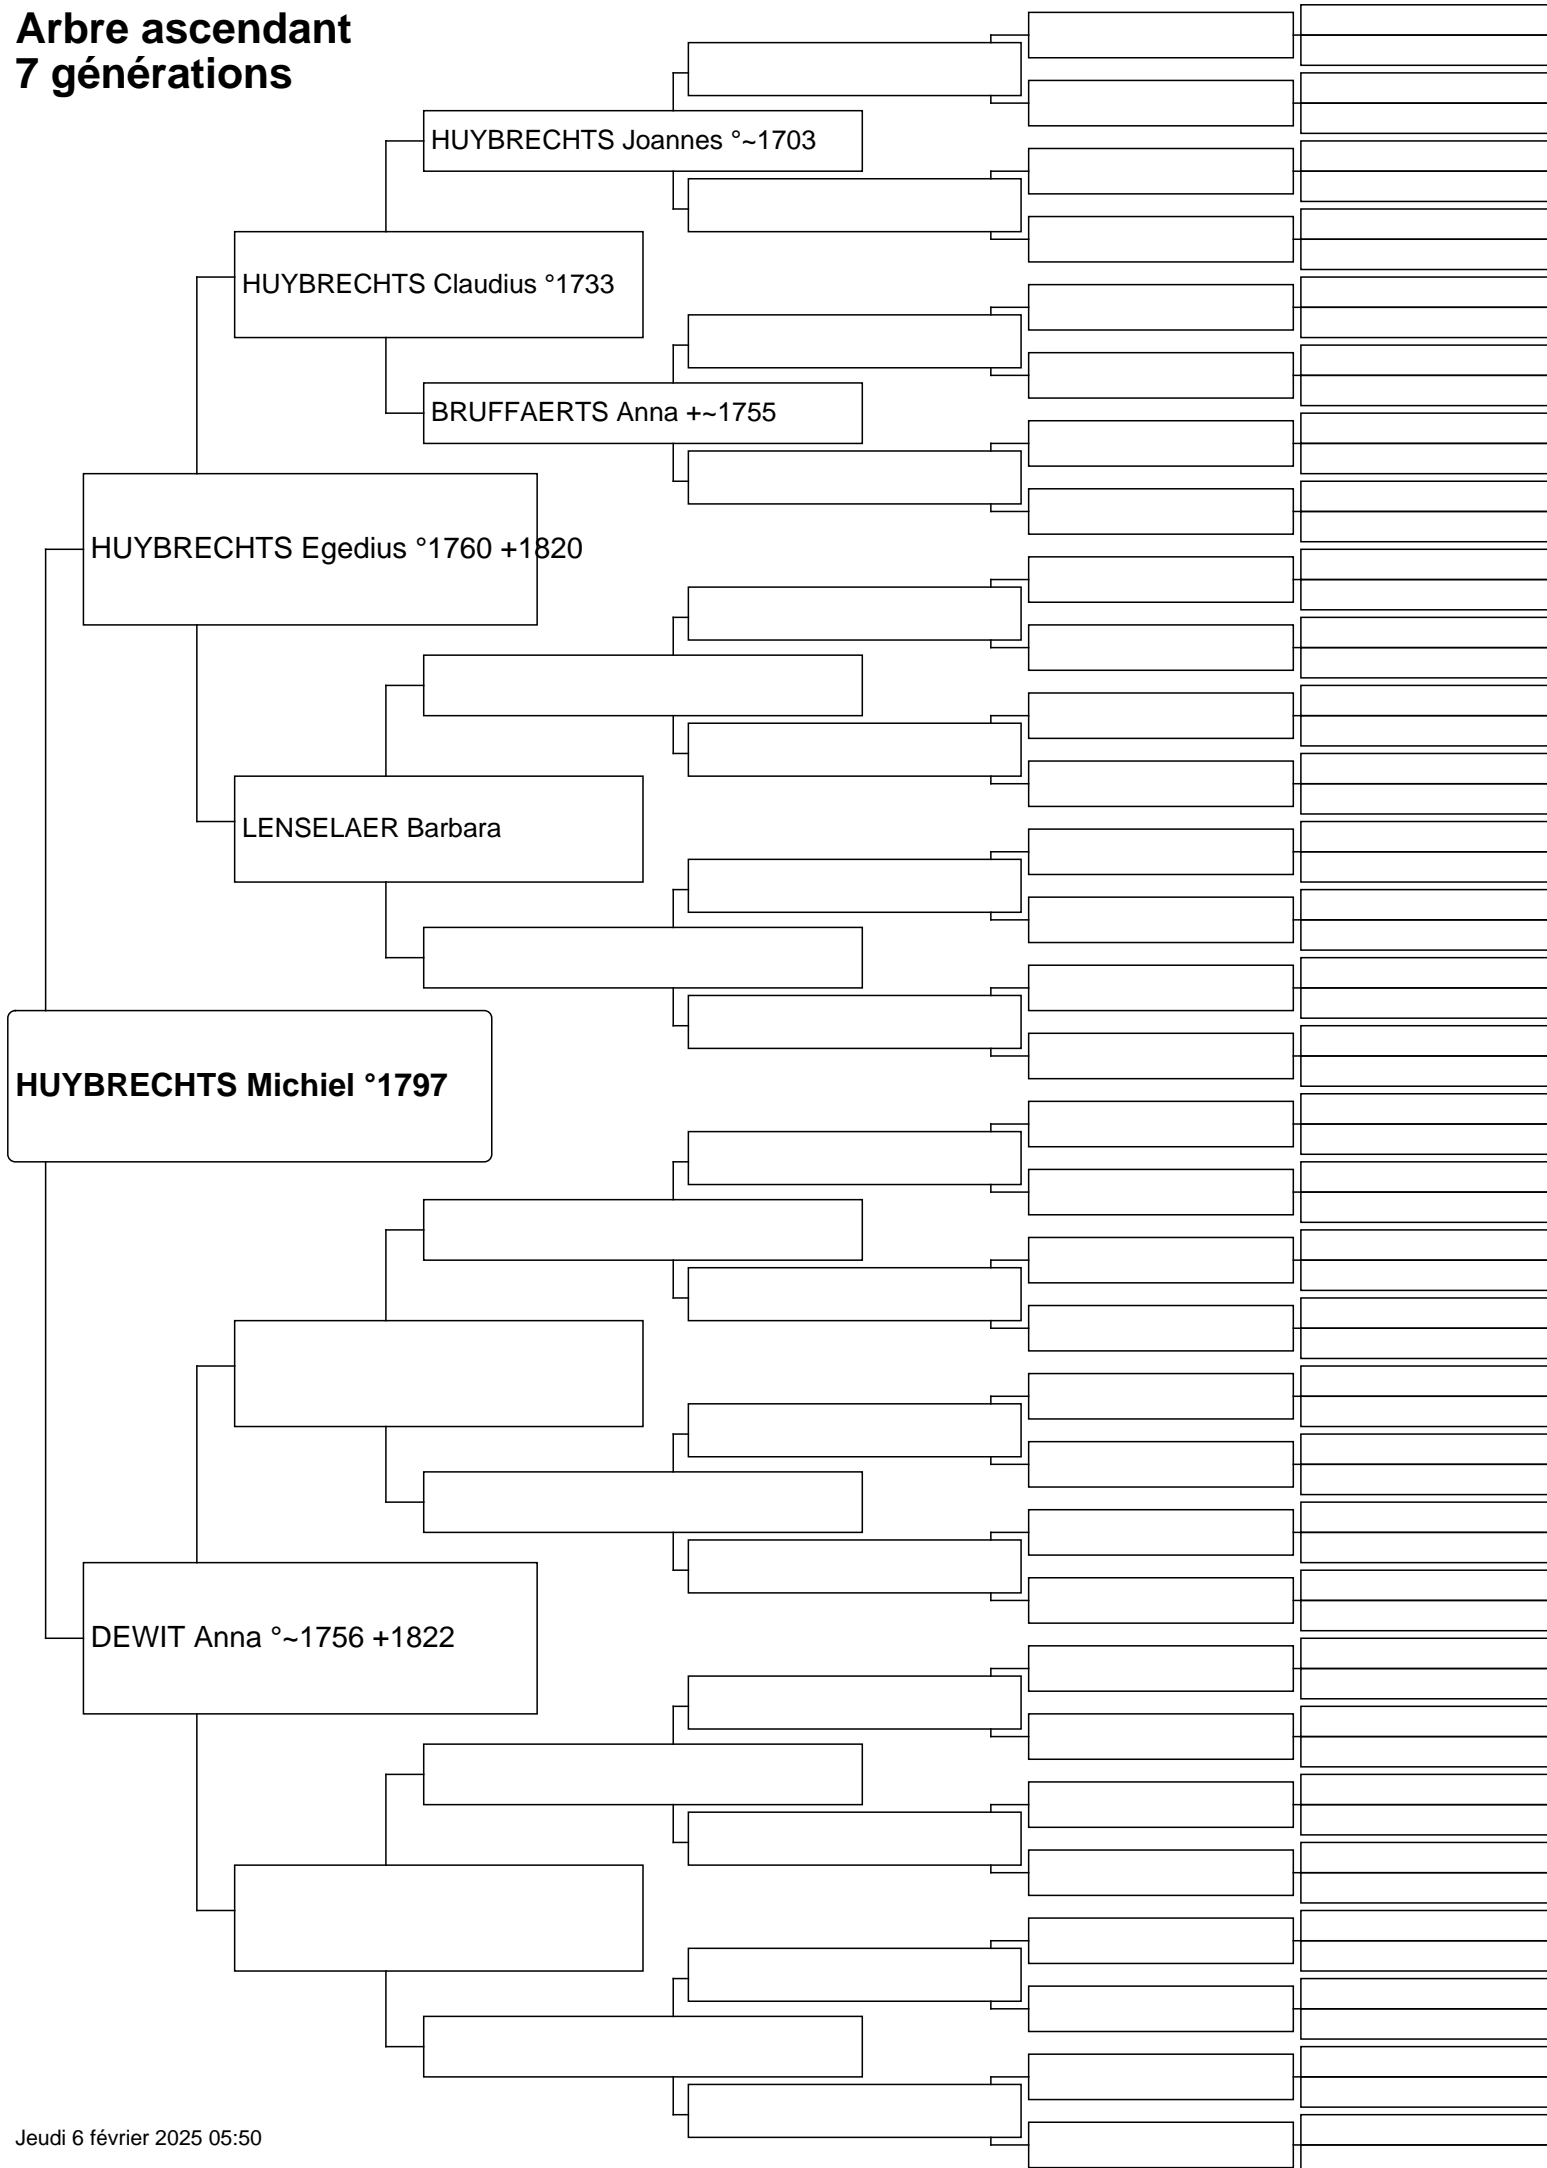 Arbre ascendant
7 générations
HUYBRECHTS Joannes °~1703
HUYBRECHTS Claudius °1733
BRUFFAERTS Anna +~1755
HUYBRECHTS Egedius °1760 +1820
LENSELAER Barbara
HUYBRECHTS Michiel °1797
DEWIT Anna °~1756 +1822
Jeudi 6 février 2025 05:50